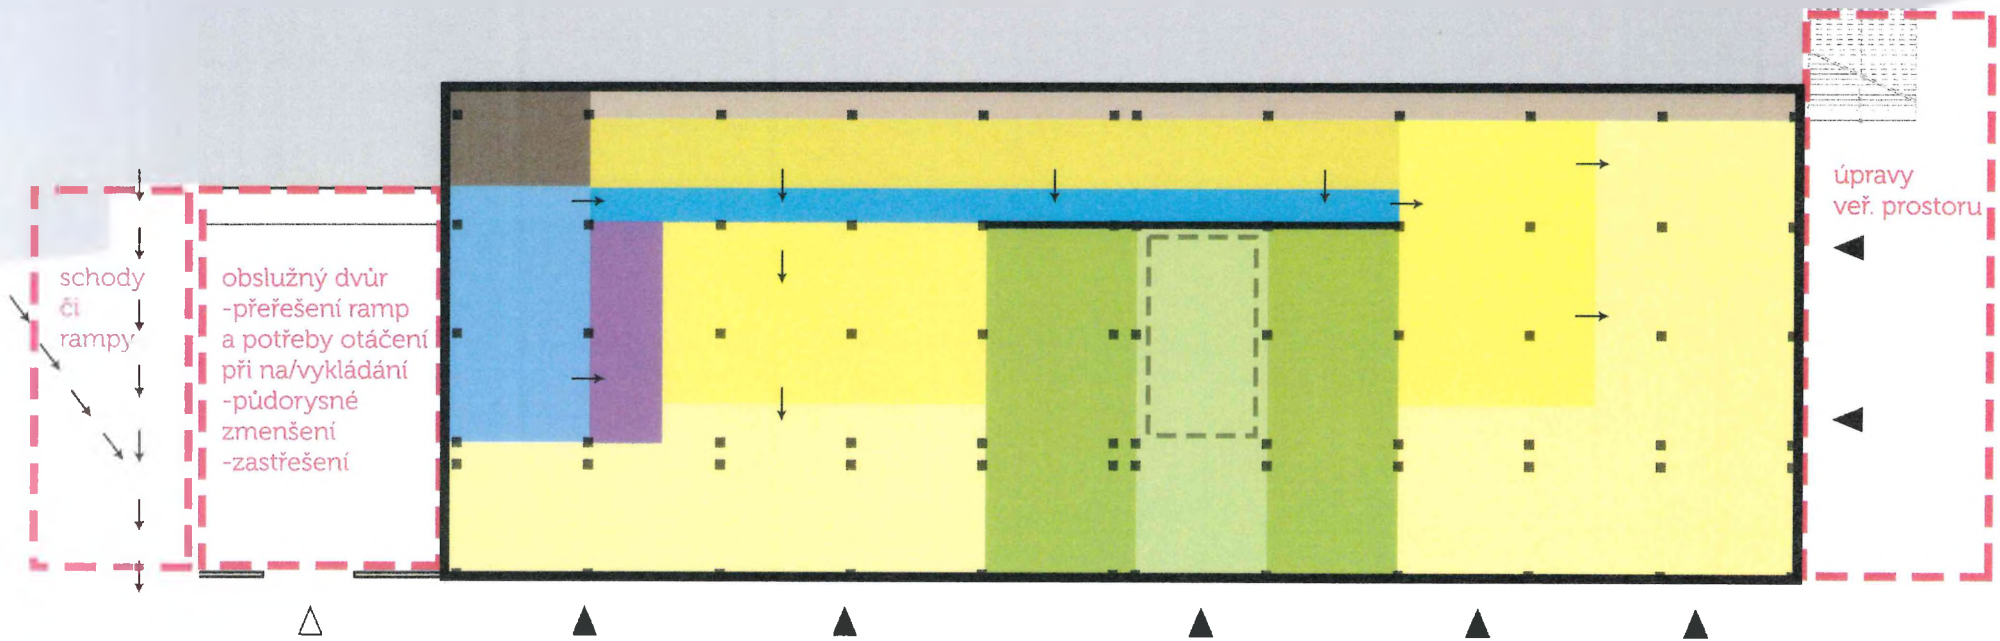 schody
či
rampy
obslužný dvůr
-přeřešení ramp
a potřeby otáčení
při na/vykládání
-půdorysné
zmenšení
-zastřešení
úpravy
veř. prostoru